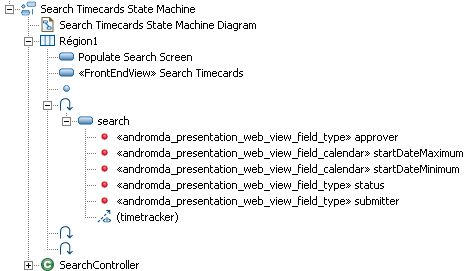 Search Timecards State Machine
Search Timecards State Machine Diagram
Région1
Populate Search Screen
«FrontEndView» Search Timecards
search
«andromda_presentation_web_view_field_type» approver
«andromda_presentation_web_view_field_calendar» startDateMaximum
«andromda_presentation_web_view_field_calendar» startDateMinimum
«andromda_presentation_web_view_field_type» status
«andromda_presentation_web_view_field_type» submitter
(timetracker)
SearchController